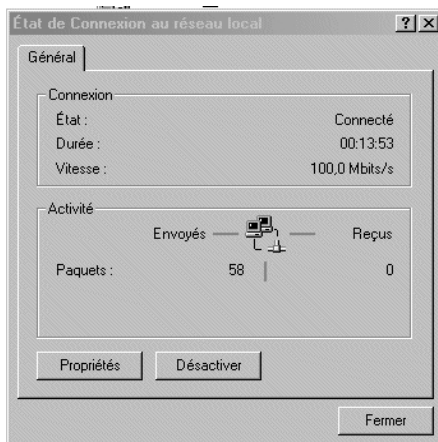 État de Connexion au réseau local
Général
Connexion
État : Connecté
Durée : 00:13:53
Vitesse : 100,0 Mbits/s
Activité
Envoyés Reçus
Paquets : 58 0
Propriétés Désactiver
Fermer